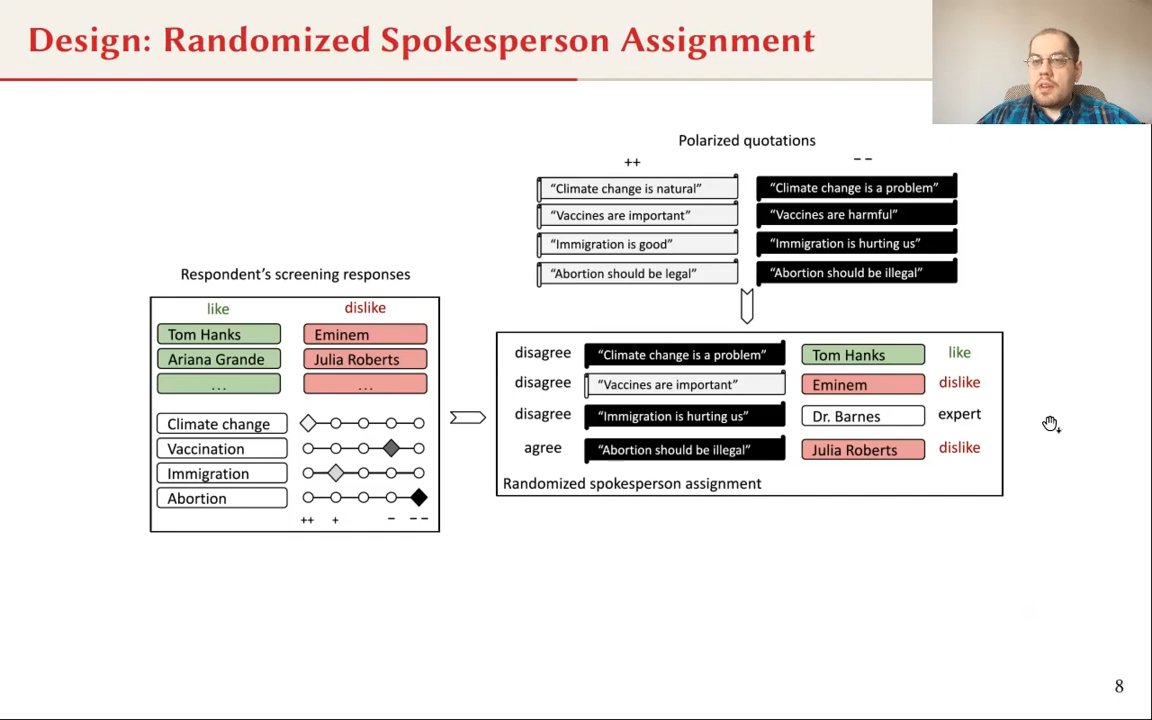 Design: Randomized Spokesperson Assignment
Polarized quotations
++ − −
“Climate change is natural” “Climate change is a problem”
“Vaccines are important” “Vaccines are harmful”
“Immigration is good” “Immigration is hurting us”
“Abortion should be legal” “Abortion should be illegal”
Respondent’s screening responses
like dislike
Tom Hanks Eminem
Ariana Grande Julia Roberts
... ...
Climate change
Vaccination
Immigration
Abortion
++ + − − −
disagree “Climate change is a problem” Tom Hanks like
disagree “Vaccines are important” Eminem dislike
disagree “Immigration is hurting us” Dr. Barnes expert
agree “Abortion should be illegal” Julia Roberts dislike
Randomized spokesperson assignment
8